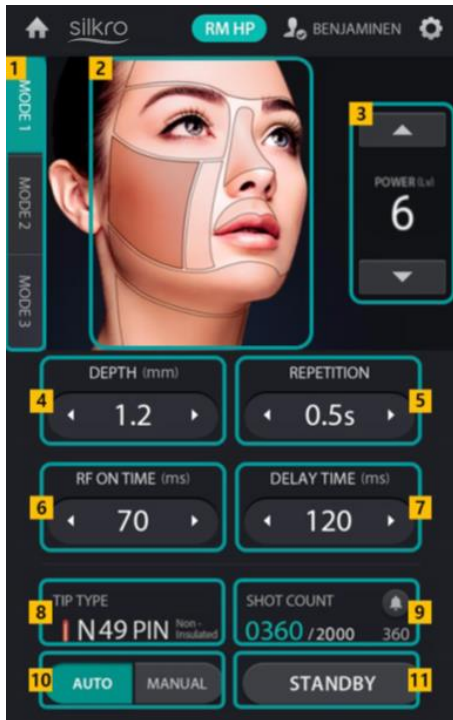 silkro RM HP BENJAMINEN
1 2
MODE 1
3
POWER (Lv)
6
MODE 2
MODE 3
DEPTH (mm) REPETITION
4 1.2 0.5s 5
RF ON TIME (ms) DELAY TIME (ms)
6 70 120 7
TIP TYPE SHOT COUNT
8 N 49 PIN Non-Insulated 0360 / 2000 360 9
10 AUTO MANUAL STANDBY 11